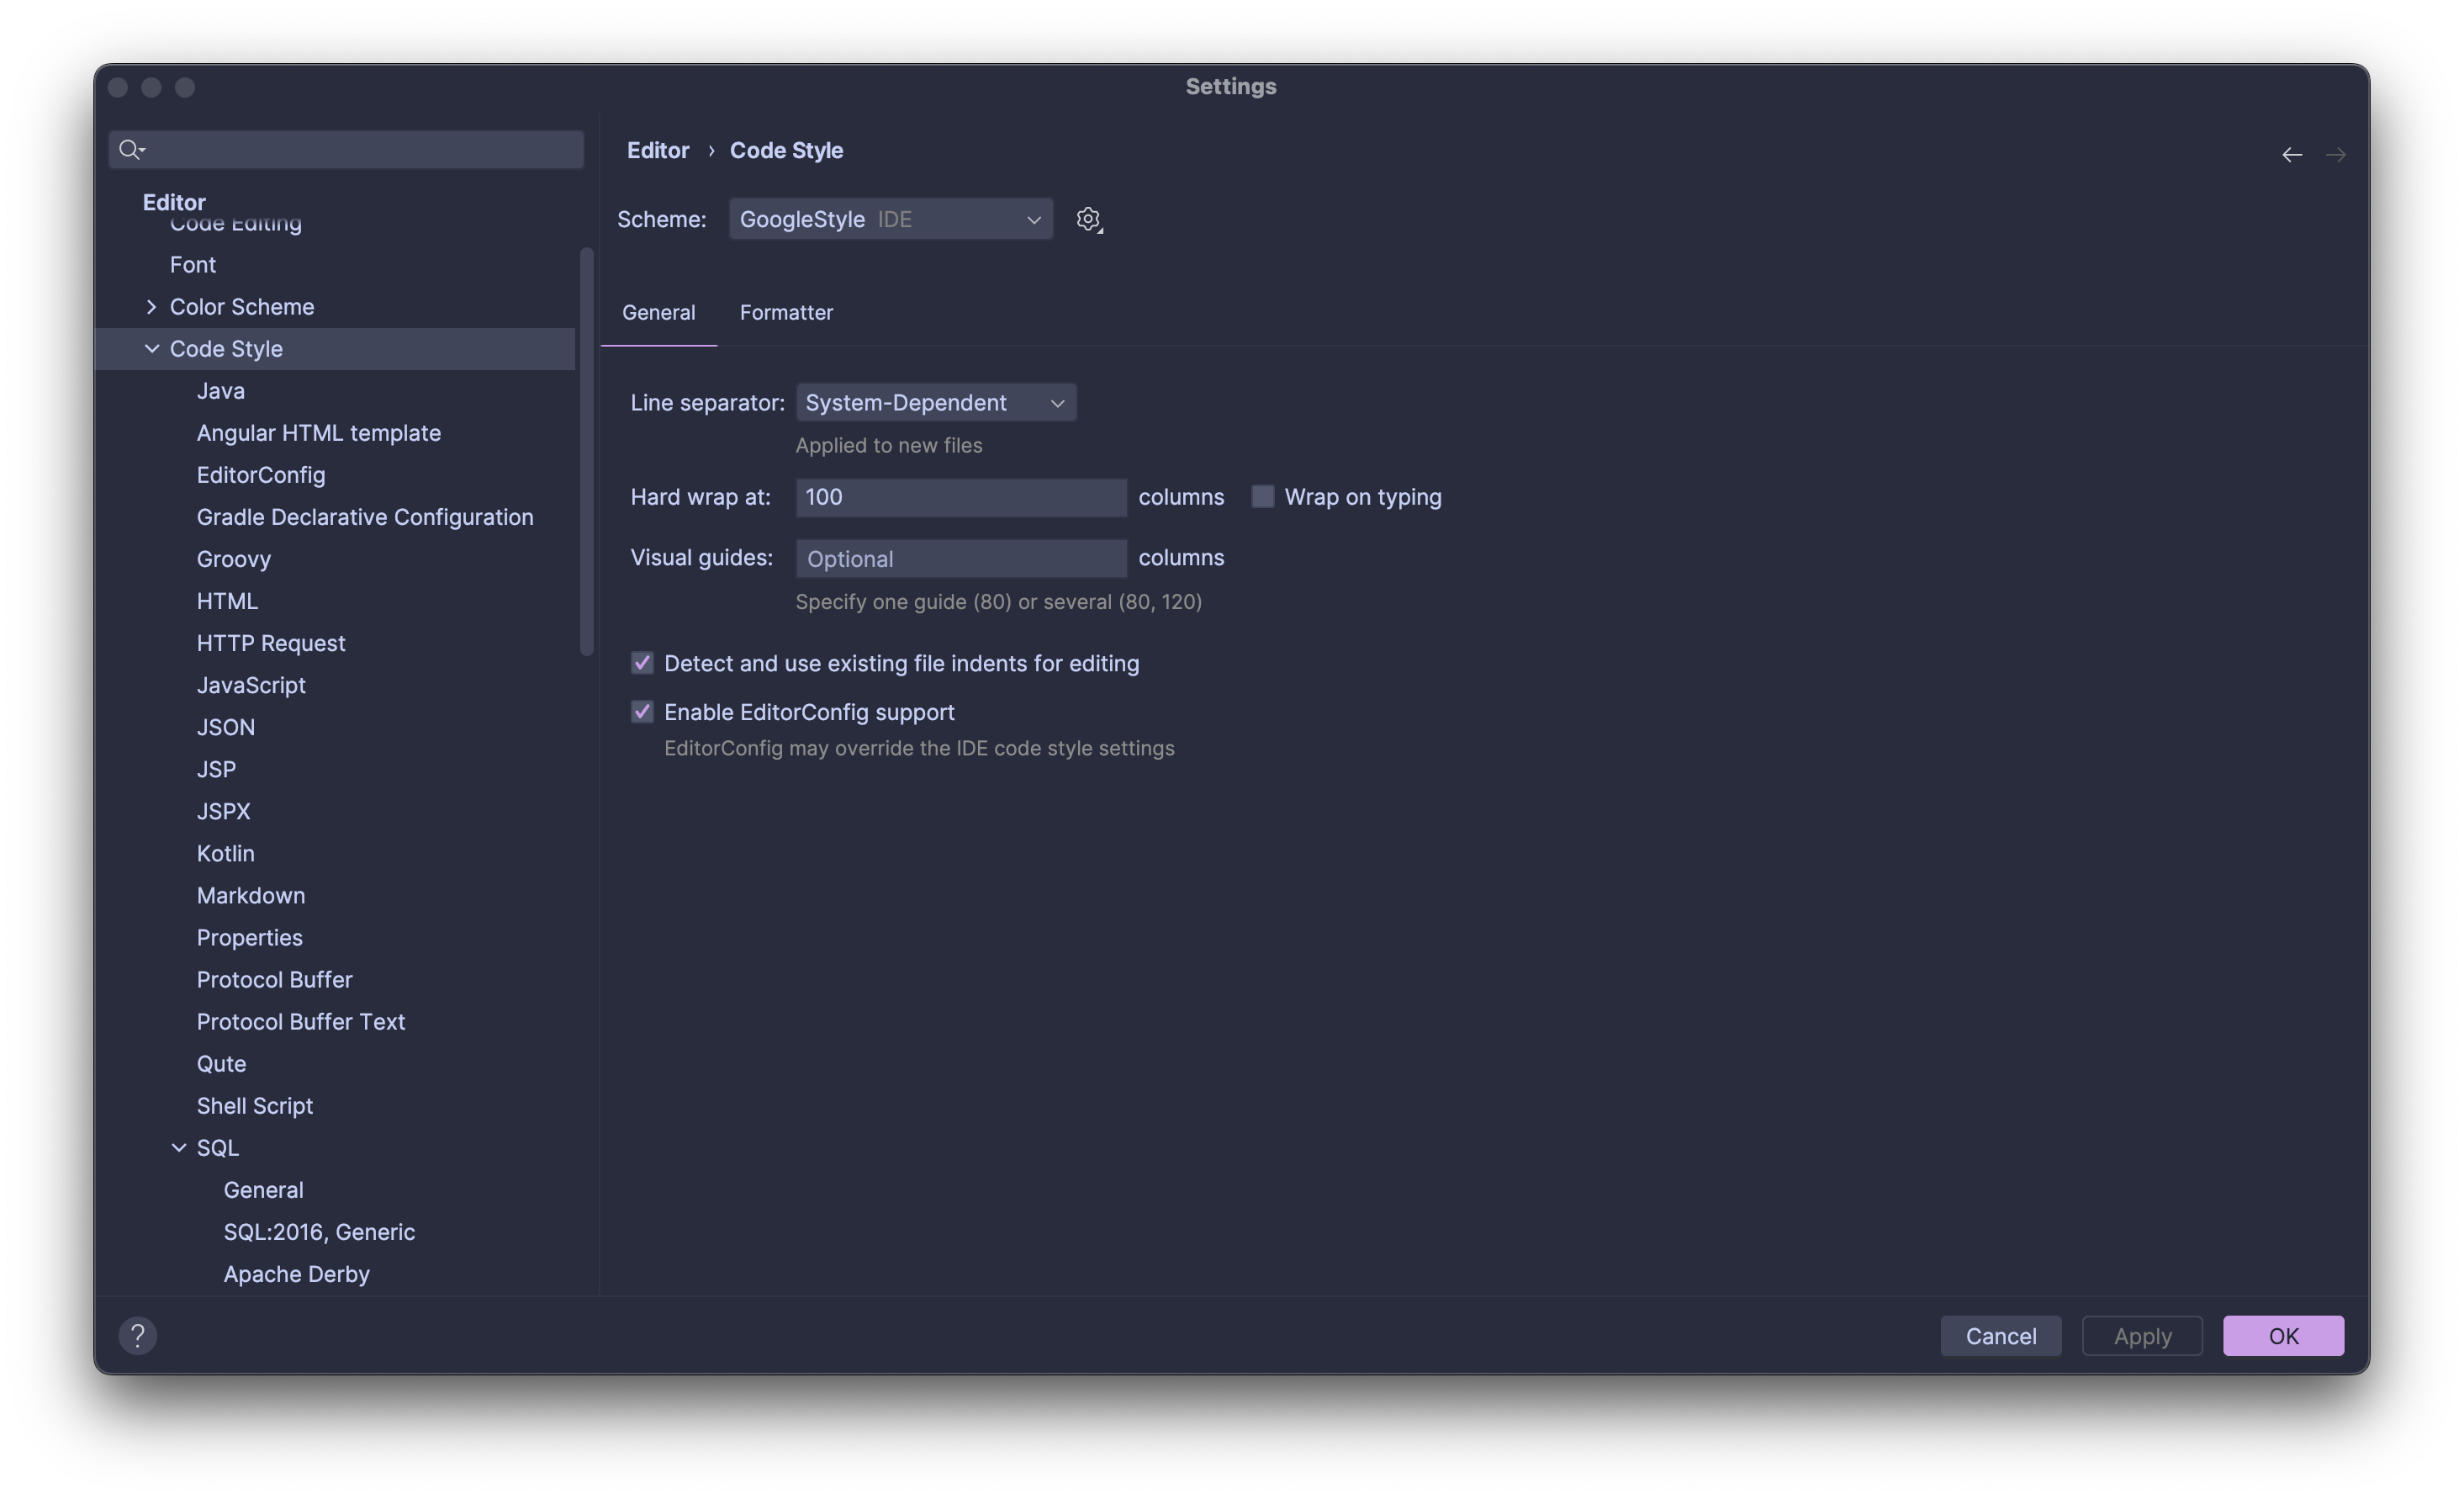 Settings
Editor
Code Editing
Font
Color Scheme
Code Style
Java
Angular HTML template
EditorConfig
Gradle Declarative Configuration
Groovy
HTML
HTTP Request
JavaScript
JSON
JSP
JSPX
Kotlin
Markdown
Properties
Protocol Buffer
Protocol Buffer Text
Qute
Shell Script
SQL
General
SQL:2016, Generic
Apache Derby
Editor › Code Style
Scheme: GoogleStyle IDE
General Formatter
Line separator: System-Dependent
Applied to new files
Hard wrap at: 100 columns Wrap on typing
Visual guides: Optional columns
Specify one guide (80) or several (80, 120)
Detect and use existing file indents for editing
Enable EditorConfig support
EditorConfig may override the IDE code style settings
? Cancel Apply OK